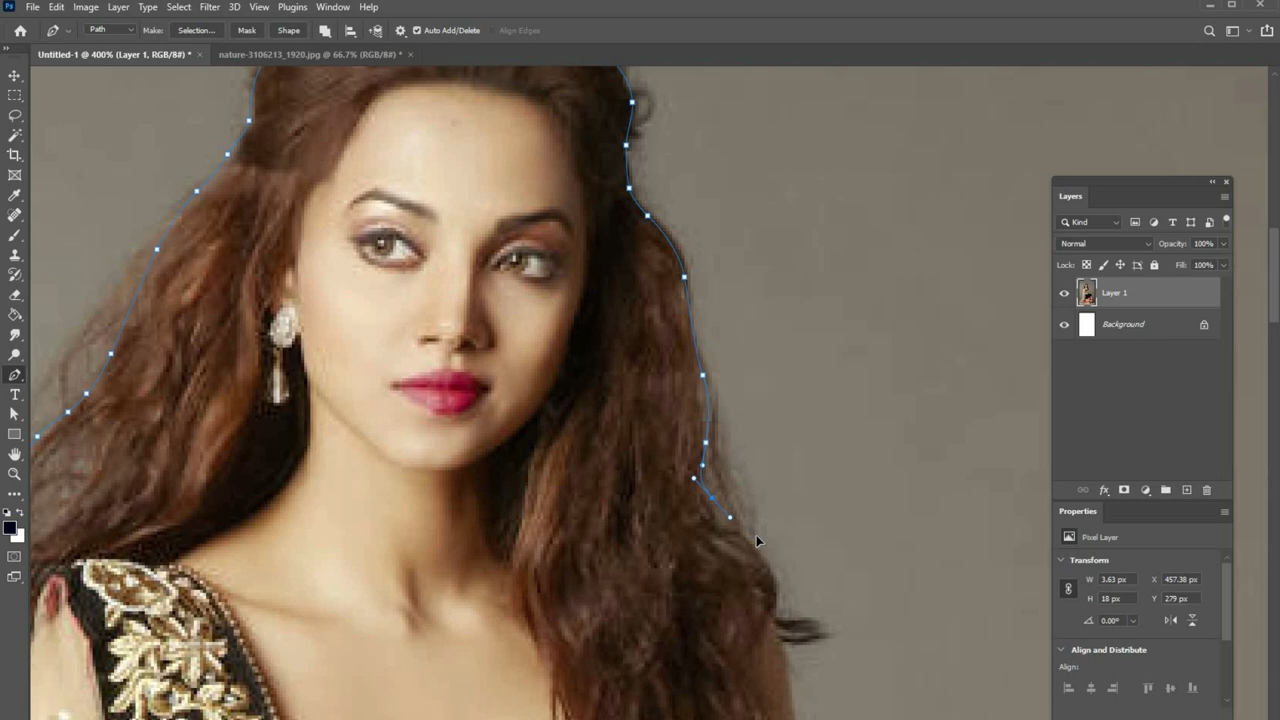 Ps File Edit Image Layer Type Select Filter 3D View Plugins Window Help
Path Make: Selection... Mask Shape Auto Add/Delete Align Edges
Untitled-1 @ 400% (Layer 1, RGB/8#) * × nature-3106213_1920.jpg @ 66.7% (RGB/8#) * ×
Layers
Kind
Normal Opacity: 100%
Lock: Fill: 100%
Layer 1
Background
fx
Properties
Pixel Layer
Transform
W 3.63 px X 457.38 px
H 18 px Y 279 px
0.00°
Align and Distribute
Align: